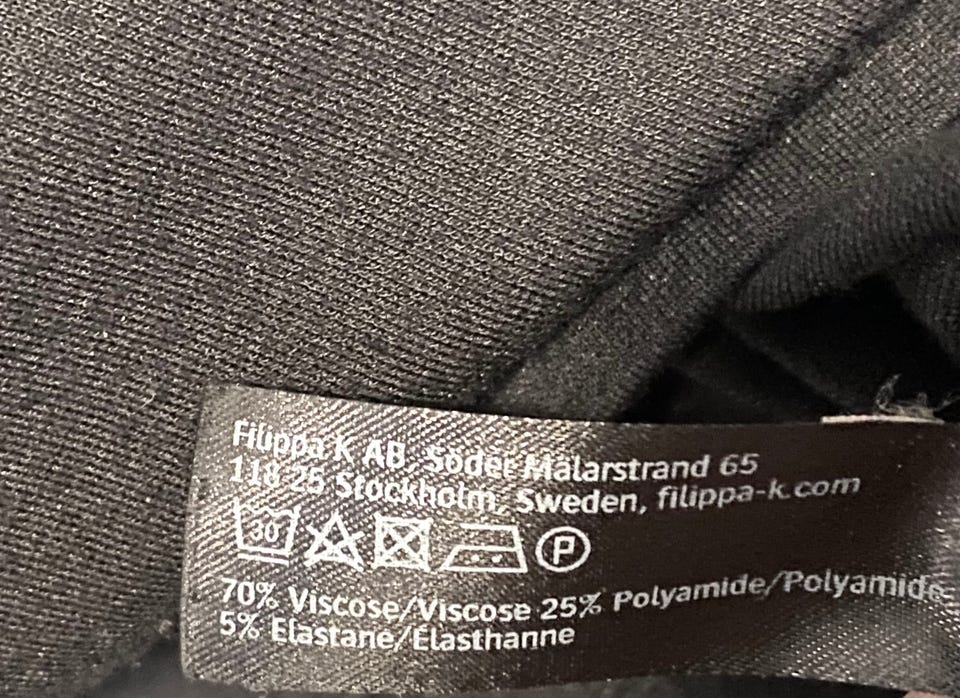 Filippa K AB, Söder Mälarstrand 65
118 25 Stockholm, Sweden, filippa-k.com
30 P
70% Viscose/Viscose 25% Polyamide/Polyamide
5% Elastane/Élasthanne